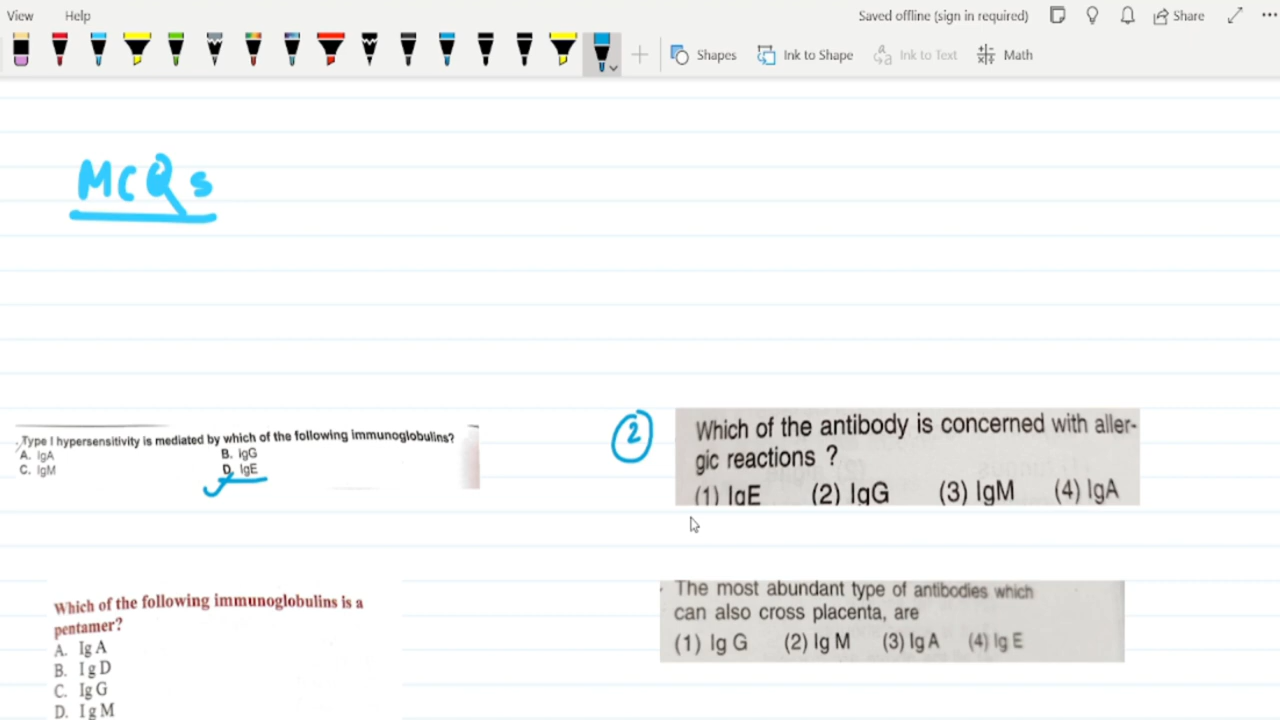 View Help Saved offline (sign in required) Share
Shapes Ink to Shape Ink to Text Math
MCQs
Type I hypersensitivity is mediated by which of the following immunoglobulins?
A. IgA B. IgG
C. IgM D. IgE
2
Which of the antibody is concerned with aller-
gic reactions ?
(1) IgE (2) IgG (3) IgM (4) IgA
Which of the following immunoglobulins is a
pentamer?
A. Ig A
B. I g D
C. Ig G
D. I g M
The most abundant type of antibodies which
can also cross placenta, are
(1) Ig G (2) Ig M (3) Ig A (4) Ig E